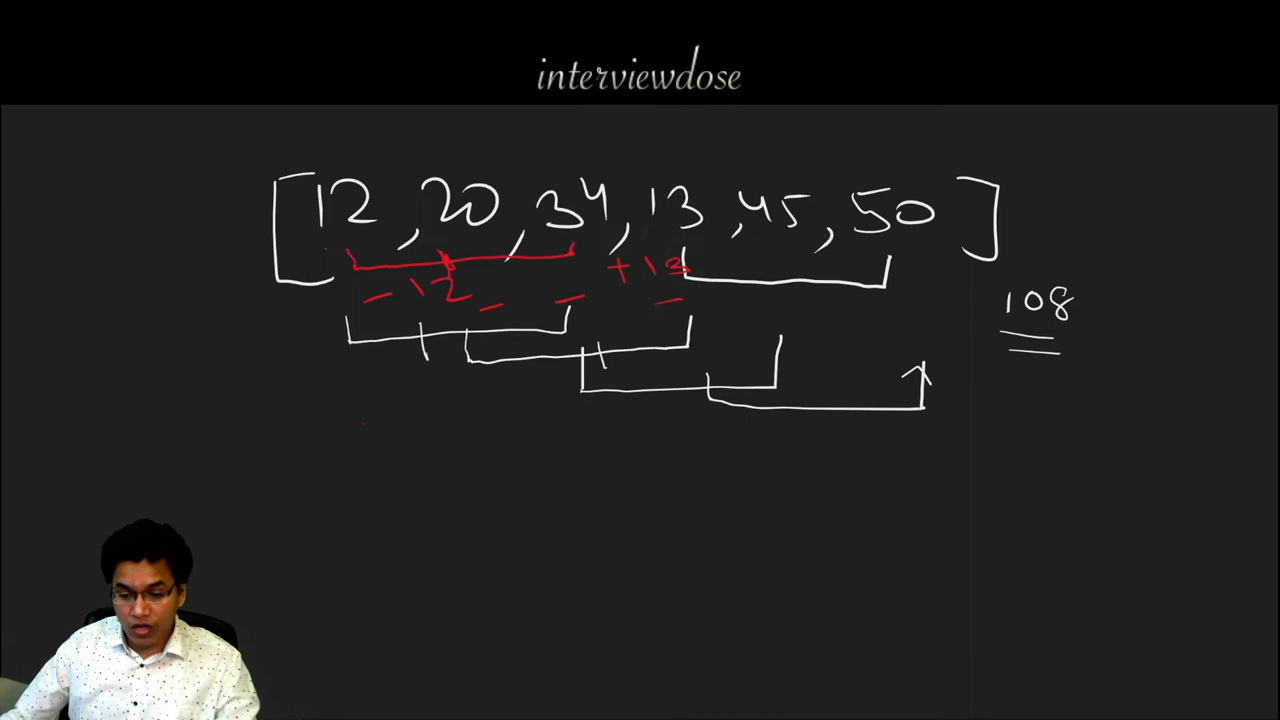 interviewdose
[12, 20, 34, 13, 45, 50]
-12 +13
108